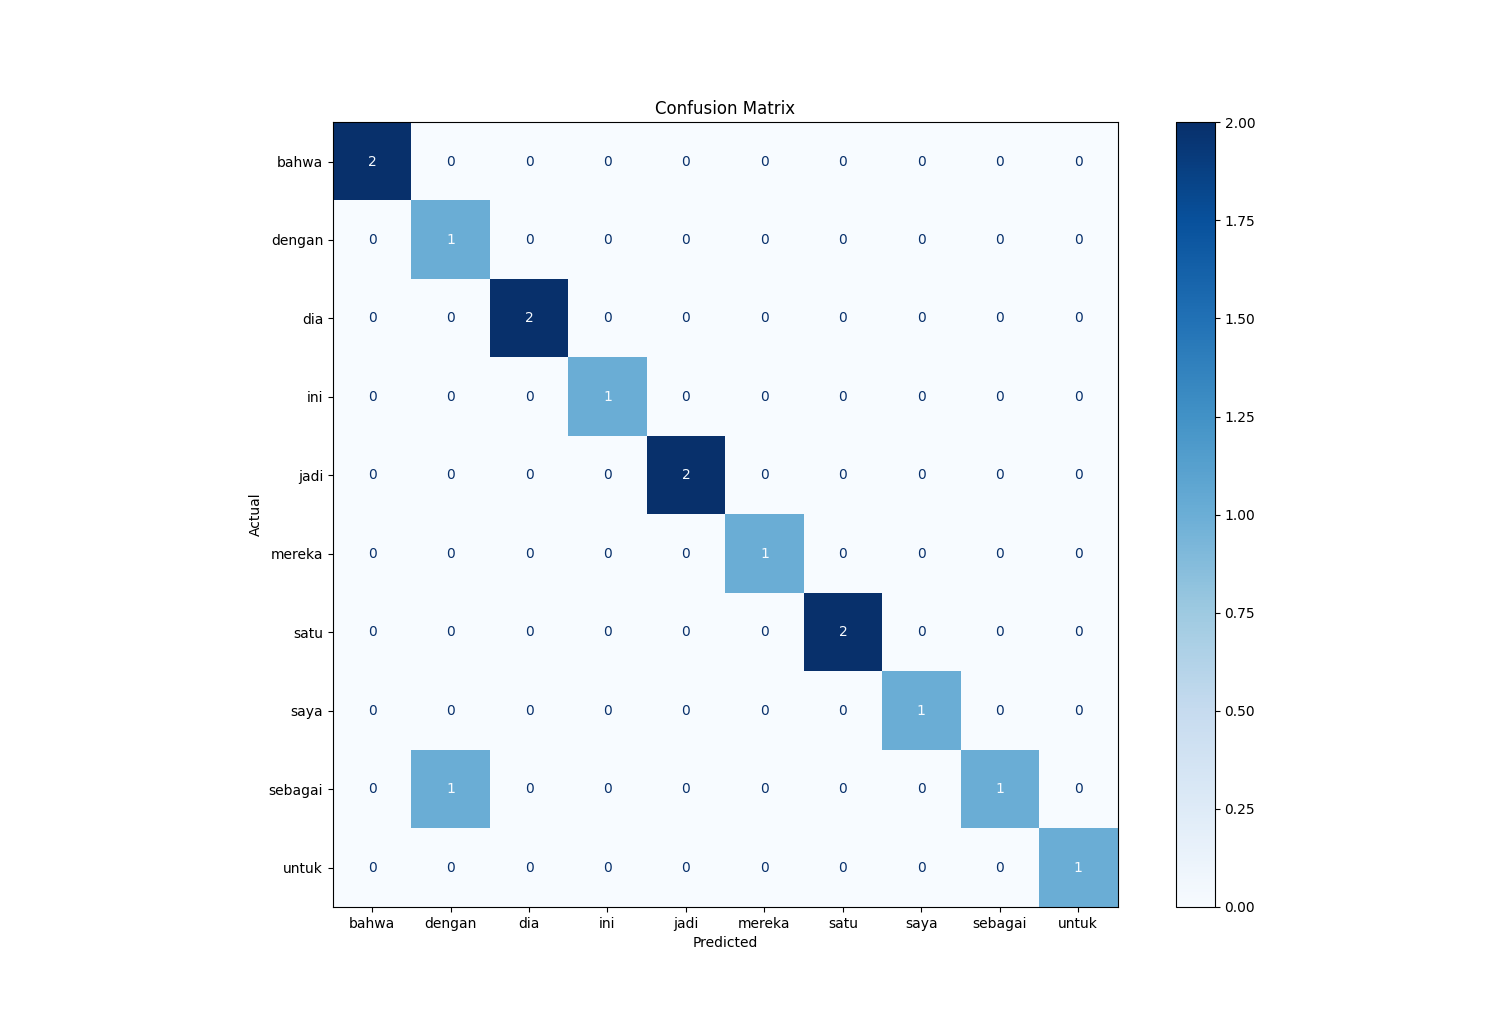 Confusion Matrix
bahwa 2 0 0 0 0 0 0 0 0 0
dengan 0 1 0 0 0 0 0 0 0 0
dia 0 0 2 0 0 0 0 0 0 0
ini 0 0 0 1 0 0 0 0 0 0
jadi 0 0 0 0 2 0 0 0 0 0
mereka 0 0 0 0 0 1 0 0 0 0
satu 0 0 0 0 0 0 2 0 0 0
saya 0 0 0 0 0 0 0 1 0 0
sebagai 0 1 0 0 0 0 0 0 1 0
untuk 0 0 0 0 0 0 0 0 0 1
bahwa dengan dia ini jadi mereka satu saya sebagai untuk
Predicted
Actual
2.00
1.75
1.50
1.25
1.00
0.75
0.50
0.25
0.00